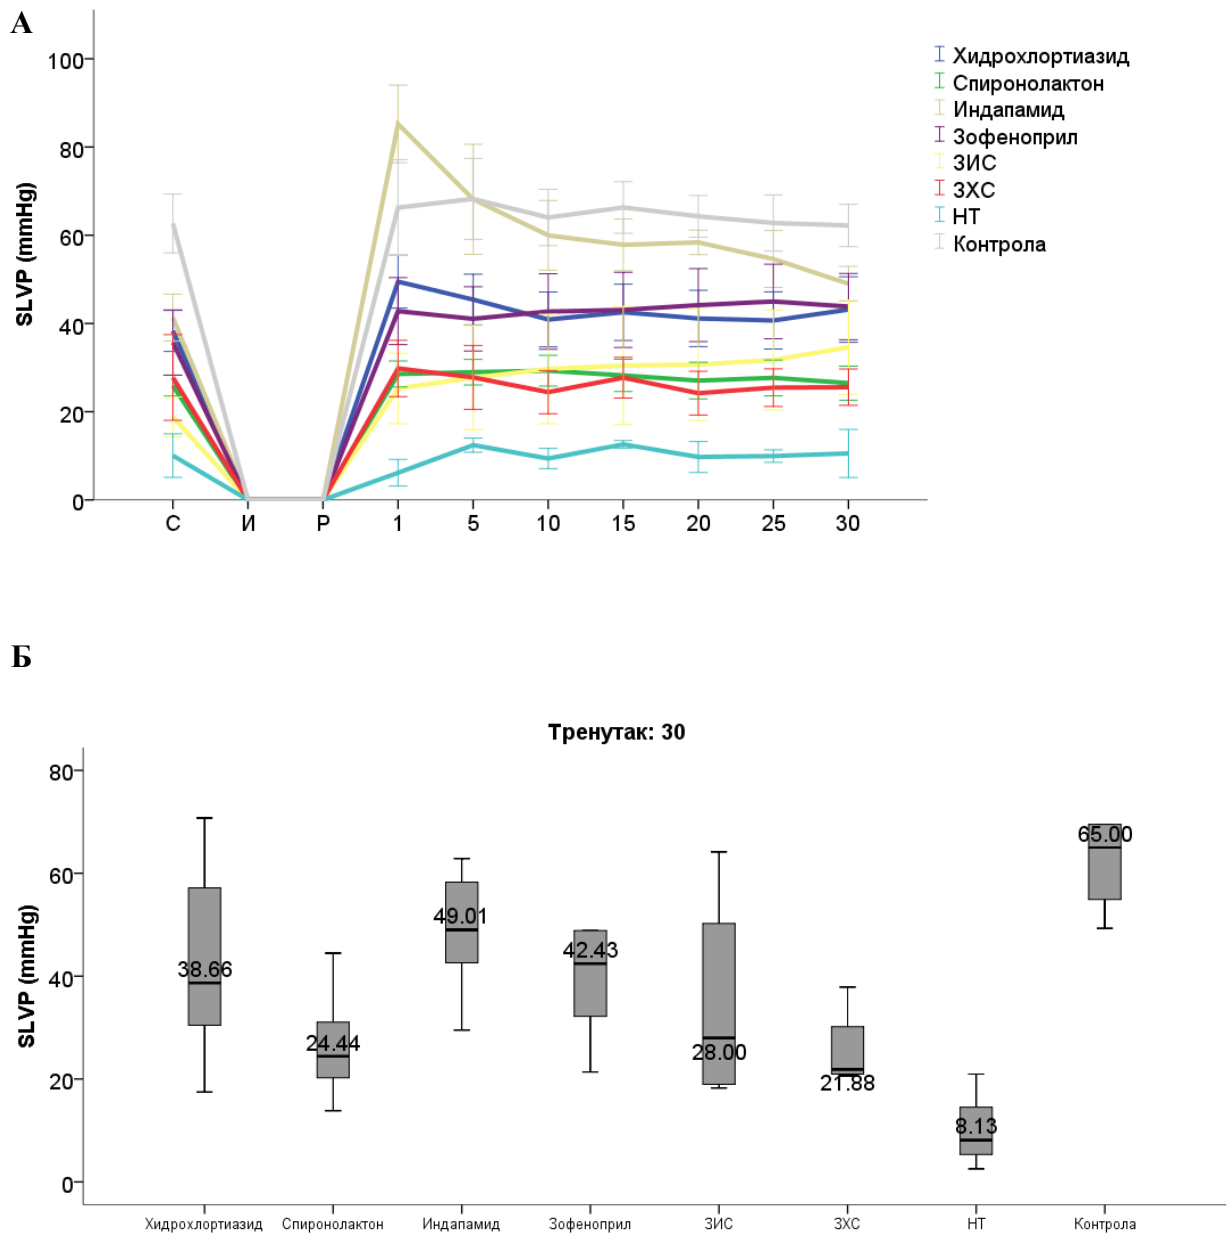 А
SLVP (mmHg)
100
80
60
40
20
0
С И Р 1 5 10 15 20 25 30
Хидрохлортиазид
Спиронолактон
Индапамид
Зофеноприл
ЗИС
ЗХС
НТ
Контрола
Б
Тренутак: 30
SLVP (mmHg)
80
60
40
20
0
38.66
24.44
49.01
42.43
28.00
21.88
8.13
65.00
Хидрохлортиазид Спиронолактон Индапамид Зофеноприл ЗИС ЗХС НТ Контрола